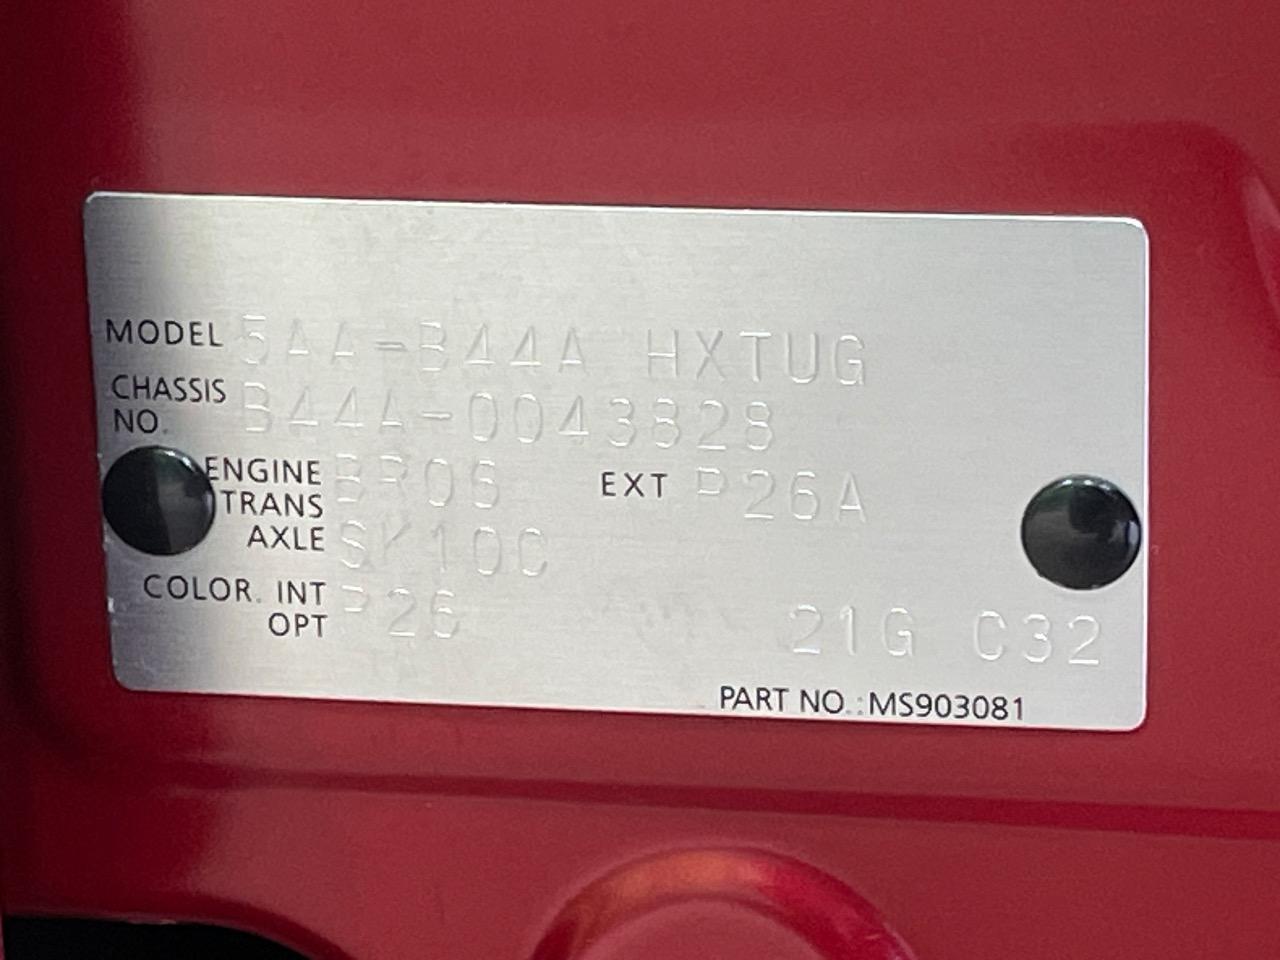 MODEL 5AA-B44A HXTUG
CHASSIS NO. B44A-0043828
ENGINE BR06 EXT P26A
TRANS AXLE SK10C
COLOR. INT P26
OPT 21G C32
PART NO.:MS903081